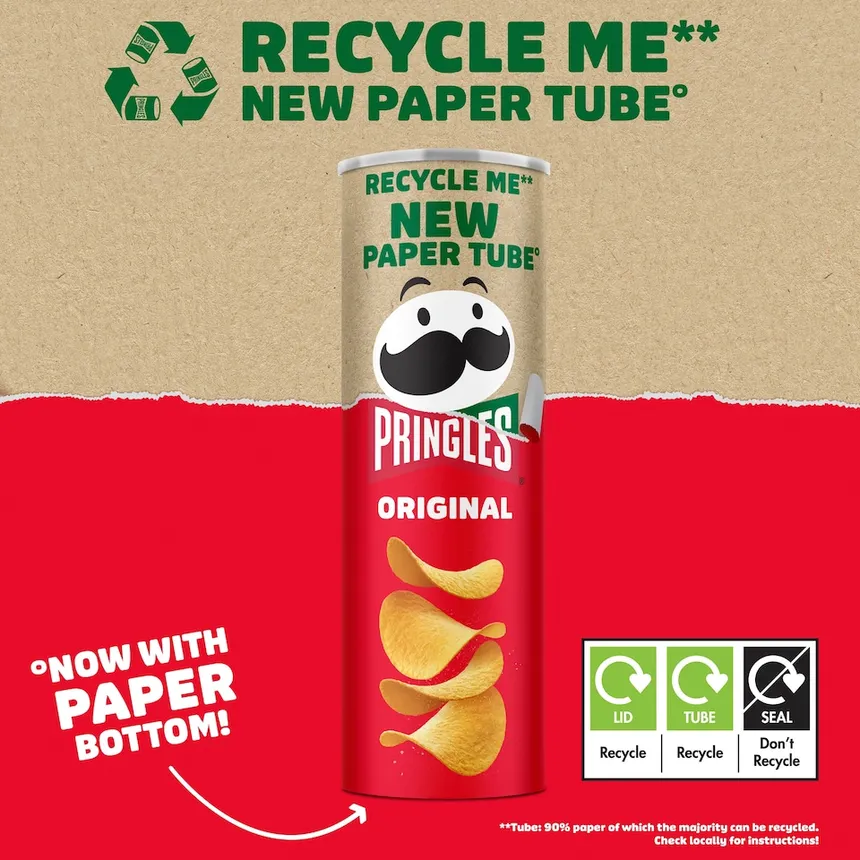 RECYCLE ME**
NEW PAPER TUBE°
RECYCLE ME**
NEW
PAPER TUBE°
PRINGLES
ORIGINAL
°NOW WITH
PAPER
BOTTOM!
LID
TUBE
SEAL
Recycle
Recycle
Don't
Recycle
**Tube: 90% paper of which the majority can be recycled.
Check locally for instructions!